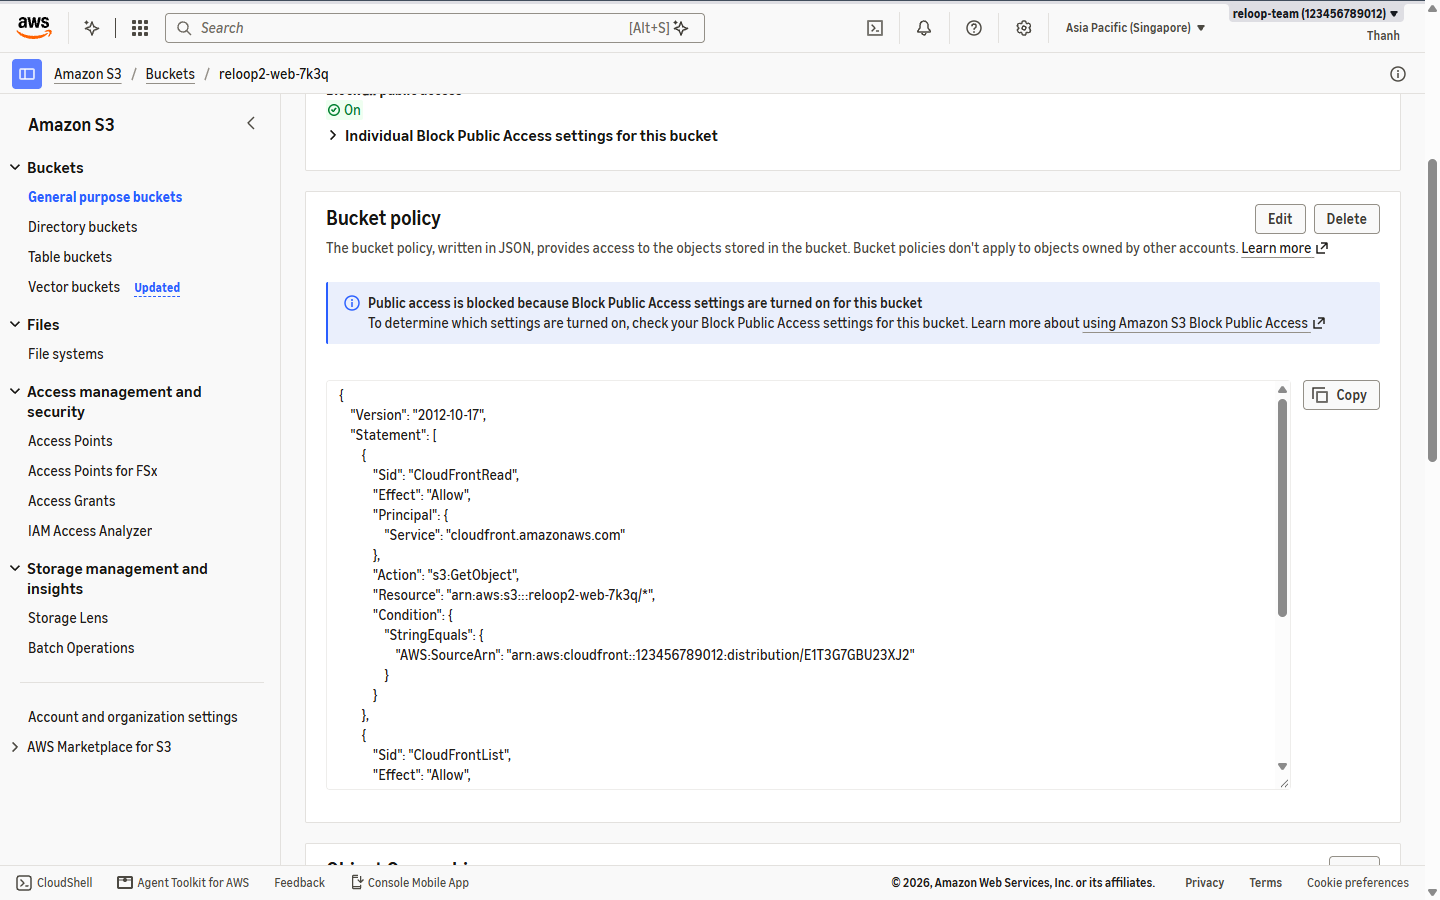 aws
Search
[Alt+S]
Asia Pacific (Singapore)
reloop-team (123456789012)
Thanh
Amazon S3 / Buckets / reloop2-web-7k3q
Amazon S3
Buckets
General purpose buckets
Directory buckets
Table buckets
Vector buckets Updated
Files
File systems
Access management and
security
Access Points
Access Points for FSx
Access Grants
IAM Access Analyzer
Storage management and
insights
Storage Lens
Batch Operations
Account and organization settings
AWS Marketplace for S3
On
Individual Block Public Access settings for this bucket
Bucket policy
Edit
Delete
The bucket policy, written in JSON, provides access to the objects stored in the bucket. Bucket policies don't apply to objects owned by other accounts. Learn more
Public access is blocked because Block Public Access settings are turned on for this bucket
To determine which settings are turned on, check your Block Public Access settings for this bucket. Learn more about using Amazon S3 Block Public Access
Copy
{
"Version": "2012-10-17",
"Statement": [
{
"Sid": "CloudFrontRead",
"Effect": "Allow",
"Principal": {
"Service": "cloudfront.amazonaws.com"
},
"Action": "s3:GetObject",
"Resource": "arn:aws:s3:::reloop2-web-7k3q/*",
"Condition": {
"StringEquals": {
"AWS:SourceArn": "arn:aws:cloudfront::123456789012:distribution/E1T3G7GBU23XJ2"
}
}
},
{
"Sid": "CloudFrontList",
"Effect": "Allow",
CloudShell
Agent Toolkit for AWS
Feedback
Console Mobile App
© 2026, Amazon Web Services, Inc. or its affiliates.
Privacy
Terms
Cookie preferences